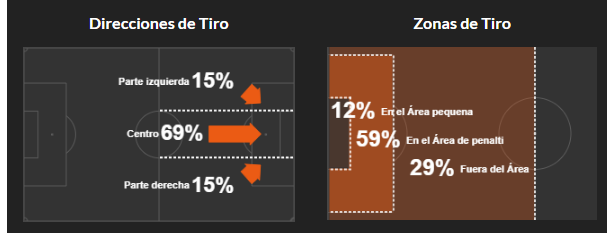 Direcciones de Tiro
Zonas de Tiro
Parte izquierda 15%
Centro 69%
Parte derecha 15%
12% En el Área pequena
59% En el Área de penalti
29% Fuera del Área